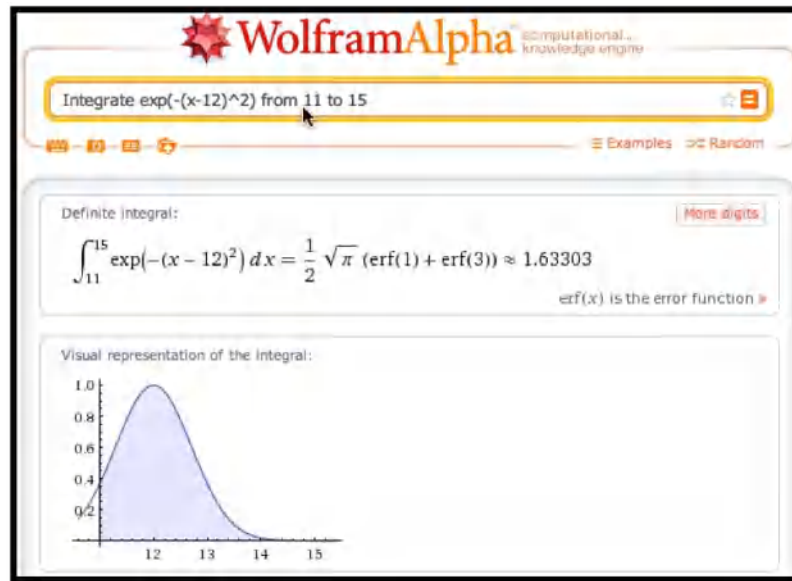 WolframAlpha computational... knowledge engine
Integrate exp(-(x-12)^2) from 11 to 15
Examples Random
Definite integral:
More digits
∫₁₁¹⁵ exp(-(x - 12)²) dx = 1/2 √π (erf(1) + erf(3)) ≈ 1.63303
erf(x) is the error function »
Visual representation of the integral:
1.0
0.8
0.6
0.4
0.2
12 13 14 15